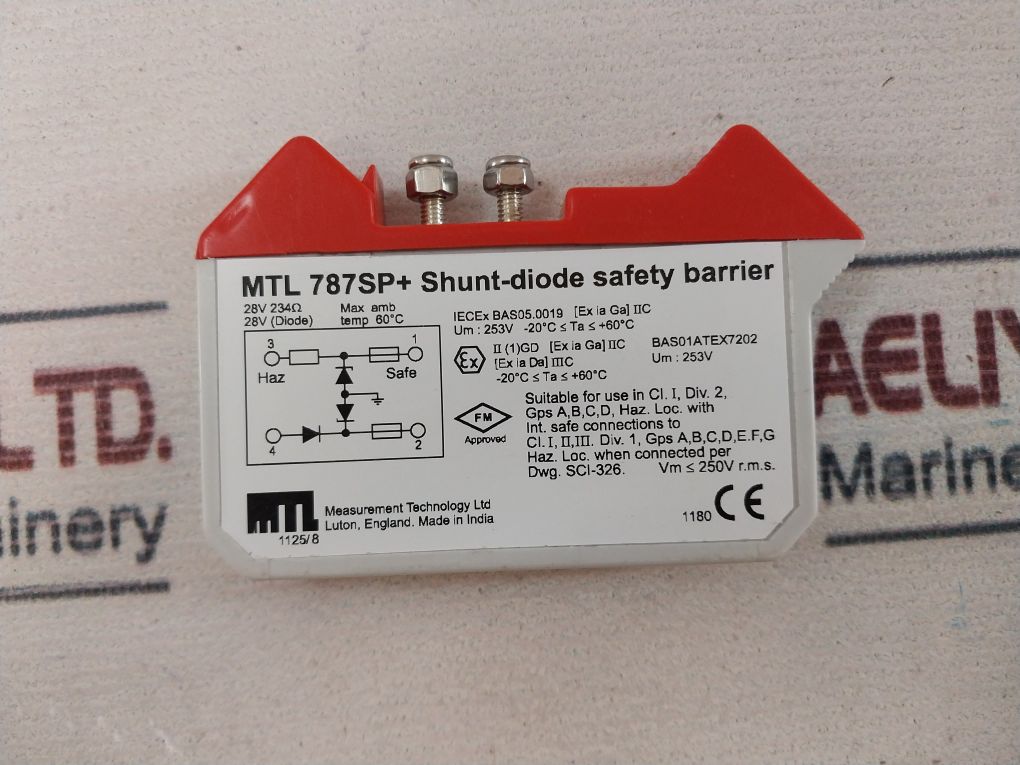 MTL 787SP+ Shunt-diode safety barrier
28V 234Ω Max amb
28V (Diode) temp 60°C
3
1
Haz
Safe
4
2
IECEx BAS05.0019 [Ex ia Ga] IIC
Um : 253V -20°C ≤ Ta ≤ +60°C
Ex
II (1)GD [Ex ia Ga] IIC BAS01ATEX7202
[Ex ia Da] IIIC Um : 253V
-20°C ≤ Ta ≤ +60°C
FM
Approved
Suitable for use in Cl. I, Div. 2,
Gps A,B,C,D, Haz. Loc. with
Int. safe connections to
Cl. I, II,III. Div. 1, Gps A,B,C,D,E,F,G
Haz. Loc. when connected per
Dwg. SCI-326. Vm ≤ 250V r.m.s.
MTL
Measurement Technology Ltd
Luton, England. Made in India
1125/8
1180 CE
LTD.
hinery
AELIY
Marine